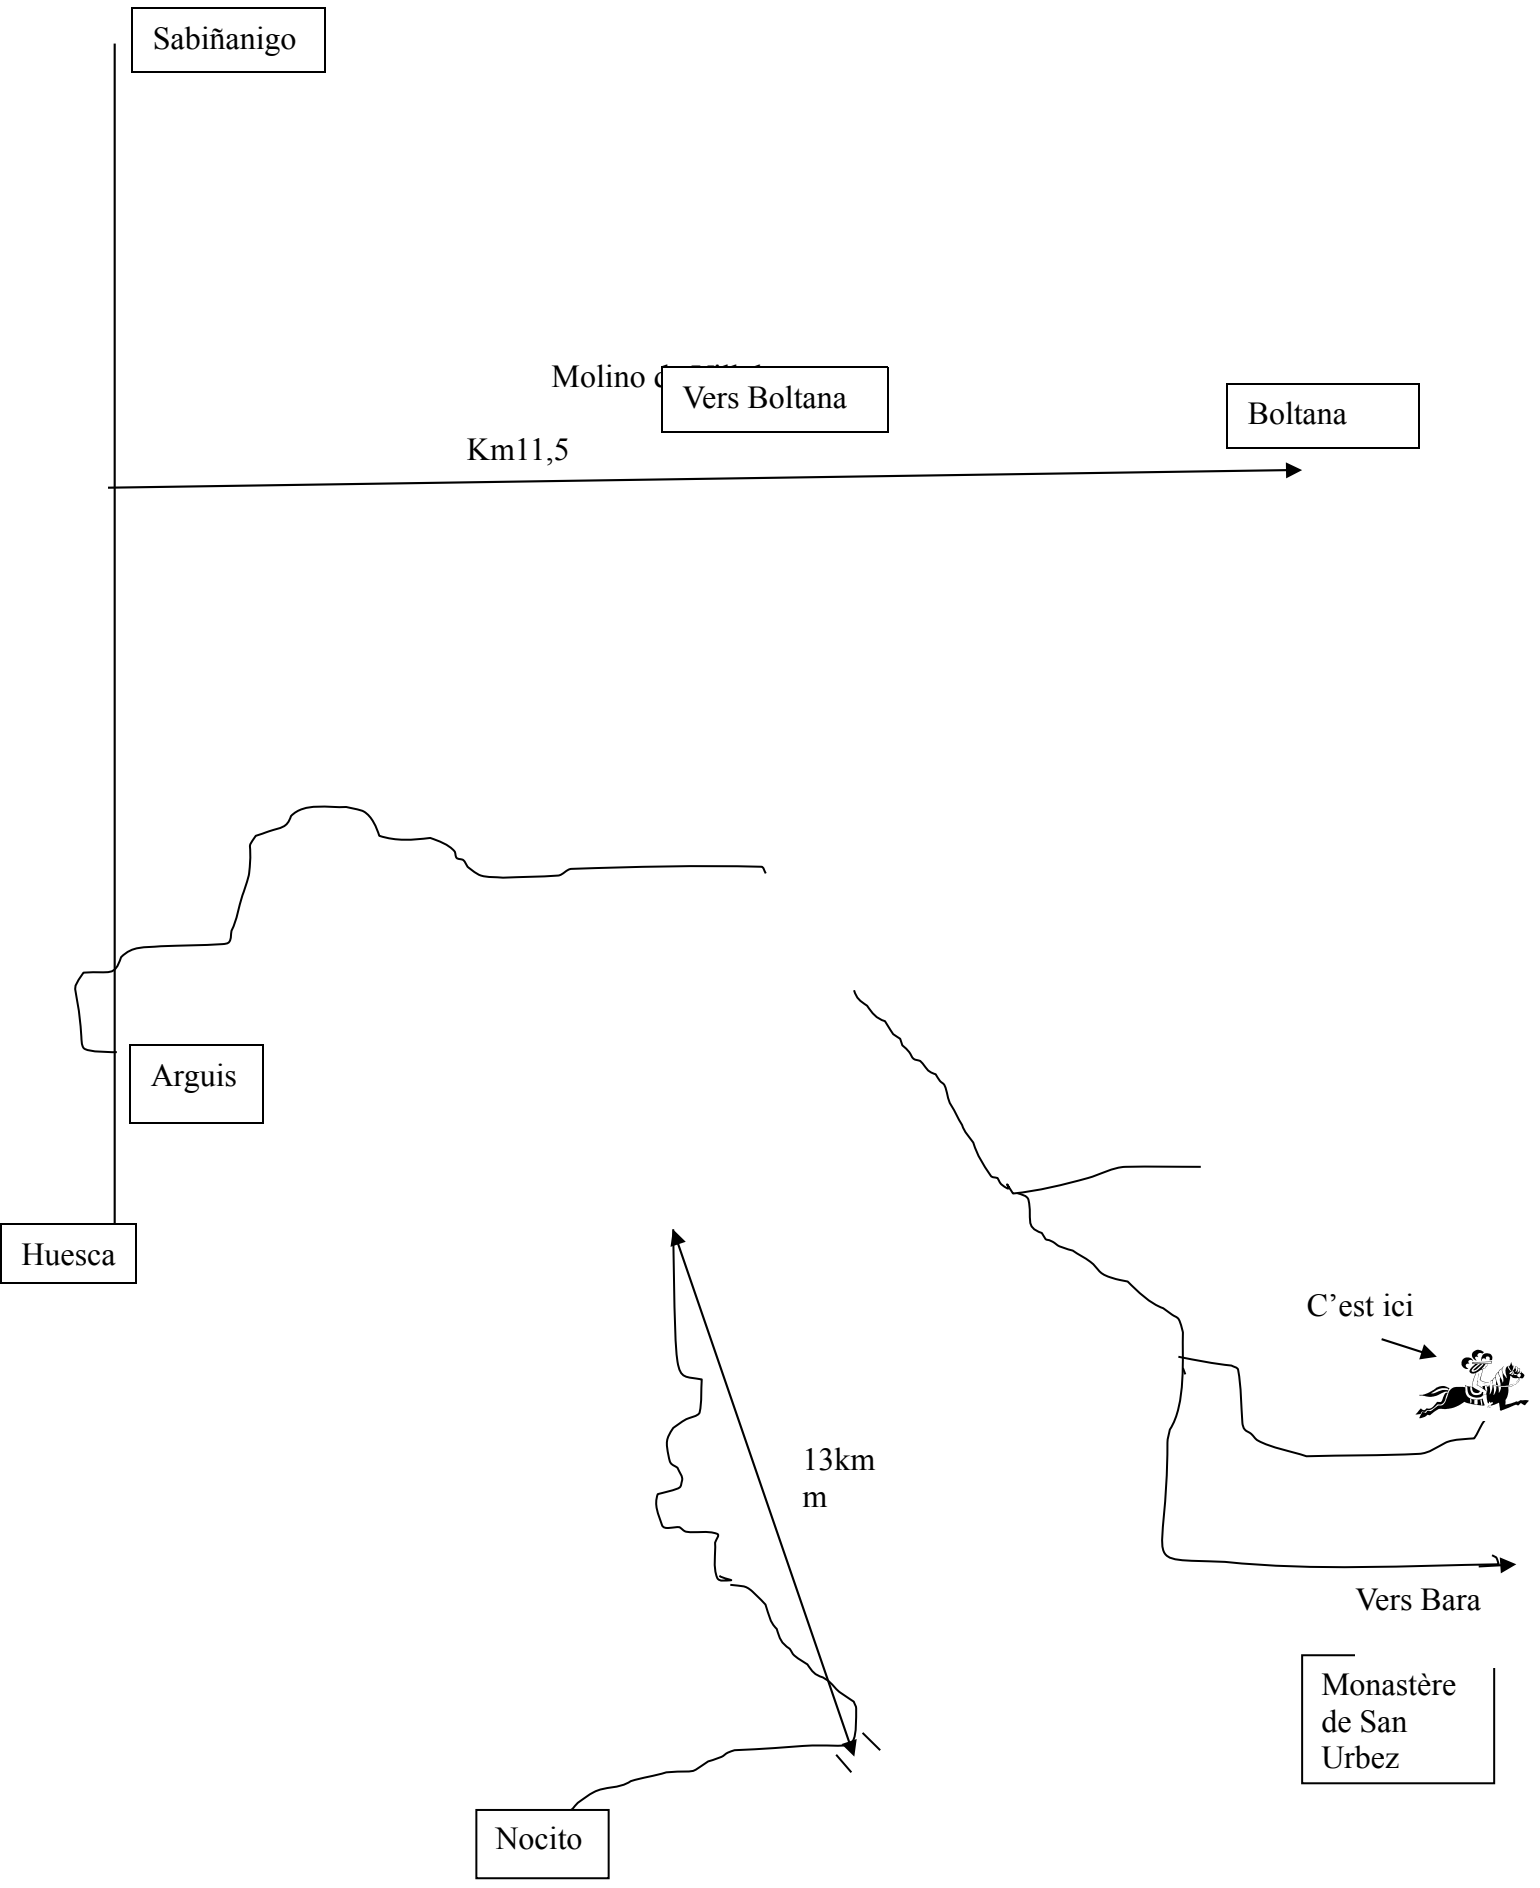 Sabiñanigo
Molino
Vers Boltana
Boltana
Km11,5
Arguis
Huesca
C’est ici
13km
m
Vers Bara
Monastère
de San
Urbez
Nocito